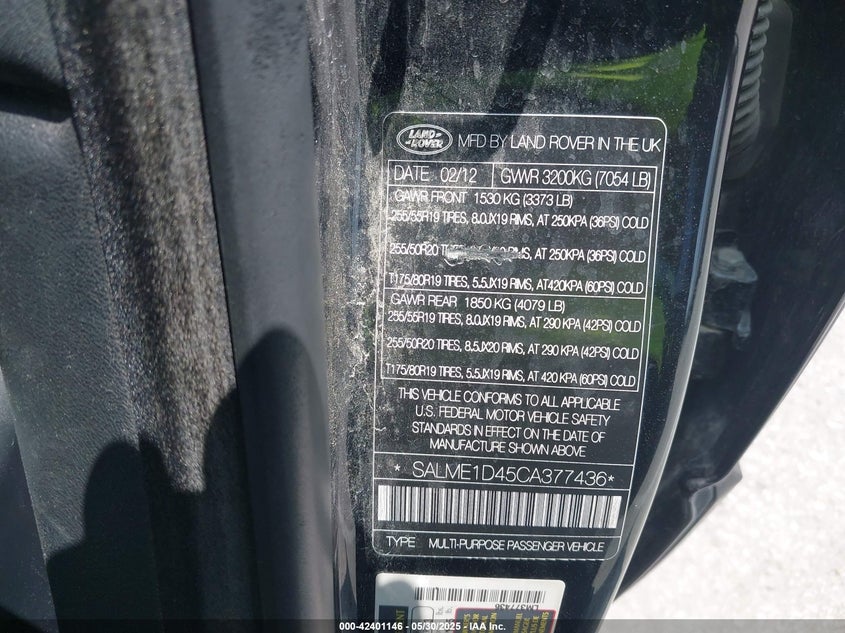 LAND ROVER
MFD BY LAND ROVER IN THE UK
DATE 02/12 GVWR 3200KG (7054 LB)
GAWR FRONT 1530 KG (3373 LB)
255/55R19 TIRES, 8.0JX19 RIMS, AT 250KPA (36PSI) COLD
255/50R20 RIMS, AT 250KPA (36PSI) COLD
T175/80R19 TIRES, 5.5JX19 RIMS, AT 420KPA (60PSI) COLD
GAWR REAR 1850 KG (4079 LB)
255/55R19 TIRES, 8.0JX19 RIMS, AT 290 KPA (42PSI) COLD
255/50R20 TIRES, 8.5JX20 RIMS, AT 290 KPA (42PSI) COLD
T175/80R19 TIRES, 5.5JX19 RIMS, AT 420 KPA (60PSI) COLD
THIS VEHICLE CONFORMS TO ALL APPLICABLE
U.S. FEDERAL MOTOR VEHICLE SAFETY
STANDARDS IN EFFECT ON THE DATE OF
MANUFACTURE SHOWN ABOVE
* SALME1D45CA377436*
TYPE MULTI-PURPOSE PASSENGER VEHICLE
000-42401146 - 05/30/2025 - IAA Inc.